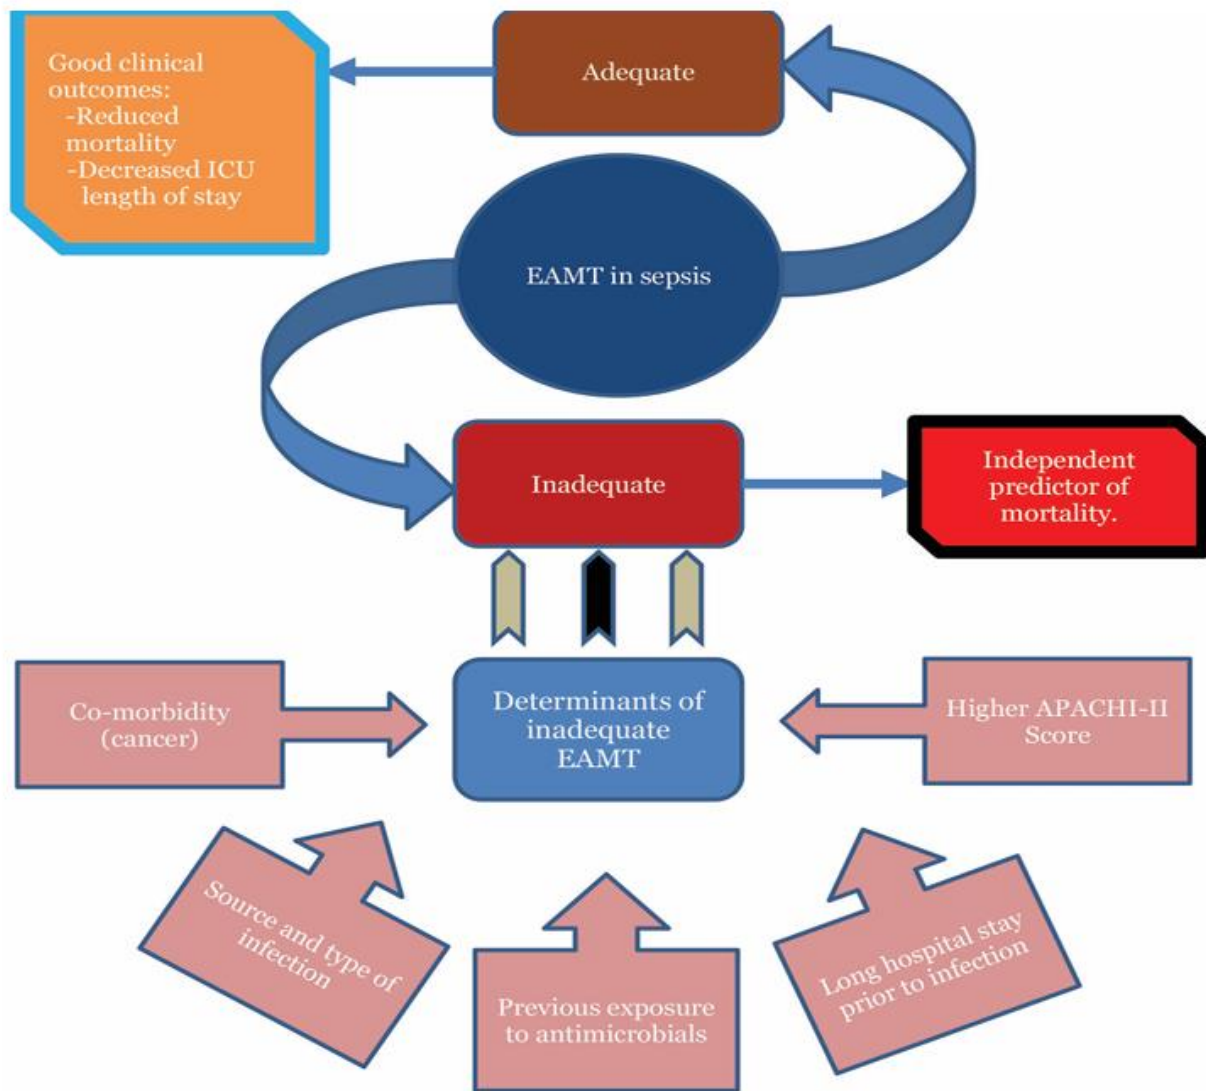 Good clinical
outcomes:
-Reduced
mortality
-Decreased ICU
length of stay
Adequate
EAMT in sepsis
Inadequate
Independent
predictor of
mortality.
Determinants of
inadequate
EAMT
Co-morbidity
(cancer)
Higher APACHI-II
Score
Source and type of
infection
Previous exposure
to antimicrobials
Long hospital stay
prior to infection